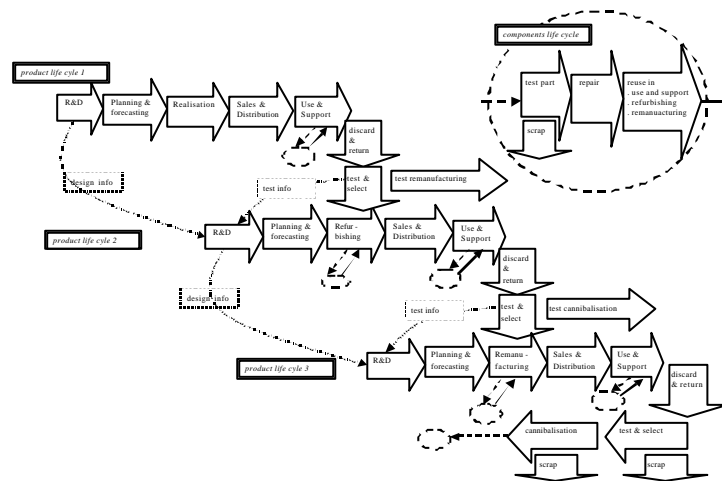 components life cycle
product life cyle 1
test part
repair
reuse in
. use and support
. refurbishing
. remanuacturing
scrap
R&D
Planning &
forecasting
Realisation
Sales &
Distribution
Use &
Support
discard
&
return
design info
test info
test &
select
test remanufacturing
product life cyle 2
R&D
Planning &
forecasting
Refur -
bishing
Sales &
Distribution
Use &
Support
discard
&
return
design info
test info
test &
select
test cannibalisation
product life cyle 3
R&D
Planning &
forecasting
Remanu -
facturing
Sales &
Distribution
Use &
Support
discard
& return
cannibalisation
test & select
scrap
scrap